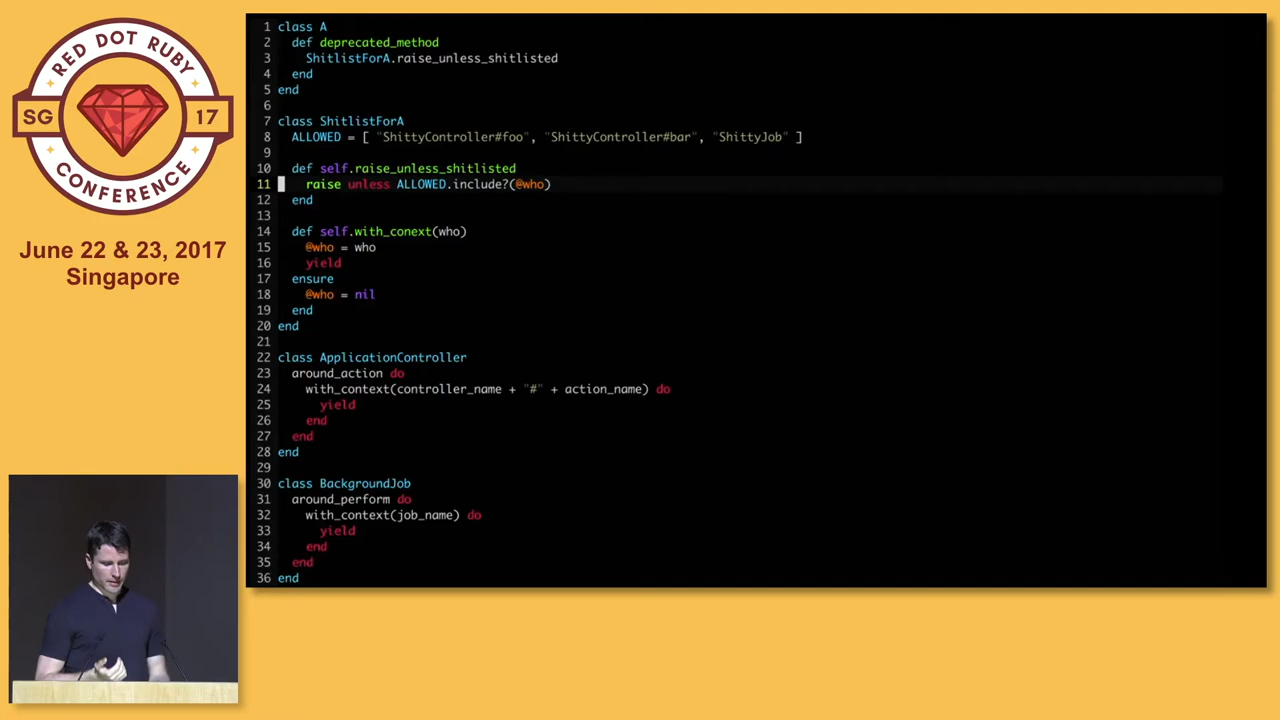 RED DOT RUBY
SG
17
CONFERENCE
June 22 & 23, 2017
Singapore
1 class A
2   def deprecated_method
3     ShitlistForA.raise_unless_shitlisted
4   end
5 end
6
7 class ShitlistForA
8   ALLOWED = [ "ShittyController#foo", "ShittyController#bar", "ShittyJob" ]
9
10   def self.raise_unless_shitlisted
11     raise unless ALLOWED.include?(@who)
12   end
13
14   def self.with_conext(who)
15     @who = who
16     yield
17   ensure
18     @who = nil
19   end
20 end
21
22 class ApplicationController
23   around_action do
24     with_context(controller_name + "#" + action_name) do
25       yield
26     end
27   end
28 end
29
30 class BackgroundJob
31   around_perform do
32     with_context(job_name) do
33       yield
34     end
35   end
36 end